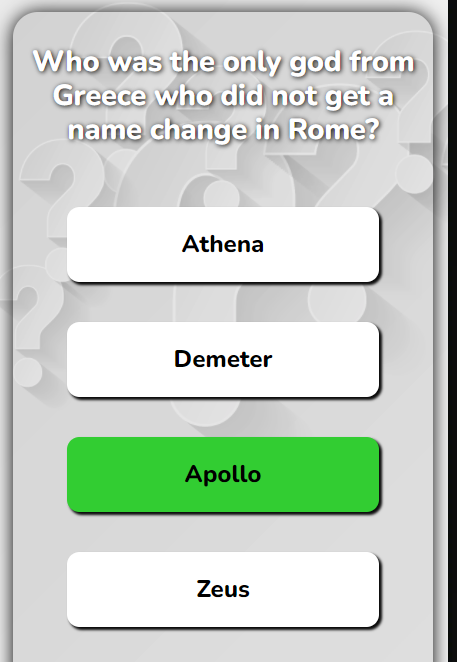 Who was the only god from
Greece who did not get a
name change in Rome?
Athena
Demeter
Apollo
Zeus